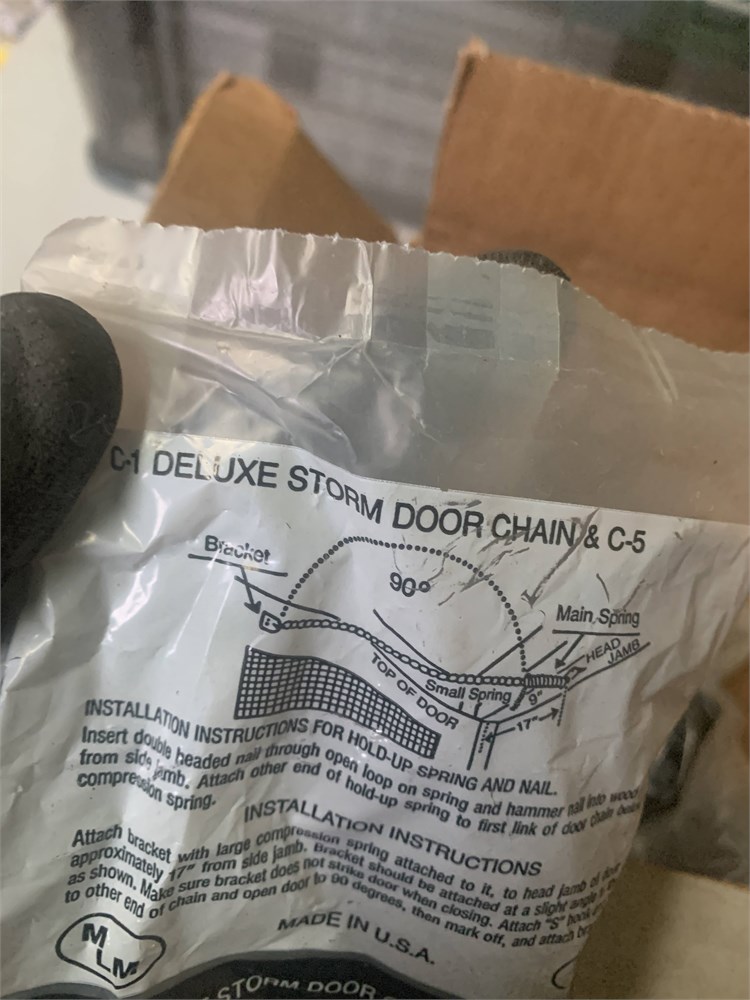 C-1 DELUXE STORM DOOR CHAIN & C-5
Bracket
90°
Main Spring
HEAD
JAMB
TOP OF DOOR
Small Spring
9"
17"
INSTALLATION INSTRUCTIONS FOR HOLD-UP SPRING AND NAIL.
Insert double headed nail through open loop on spring and hammer nail into wood
from side jamb. Attach other end of hold-up spring to first link of door chain below
compression spring.
INSTALLATION INSTRUCTIONS
Attach bracket with large compression spring attached to it, to head jamb of door
approximately 17" from side jamb. Bracket should be attached at a slight angle
as shown. Make sure bracket does not strike door when closing. Attach "S" hook
to other end of chain and open door to 90 degrees, then mark off, and attach
MADE IN U.S.A.
M
LM
STORM DOOR